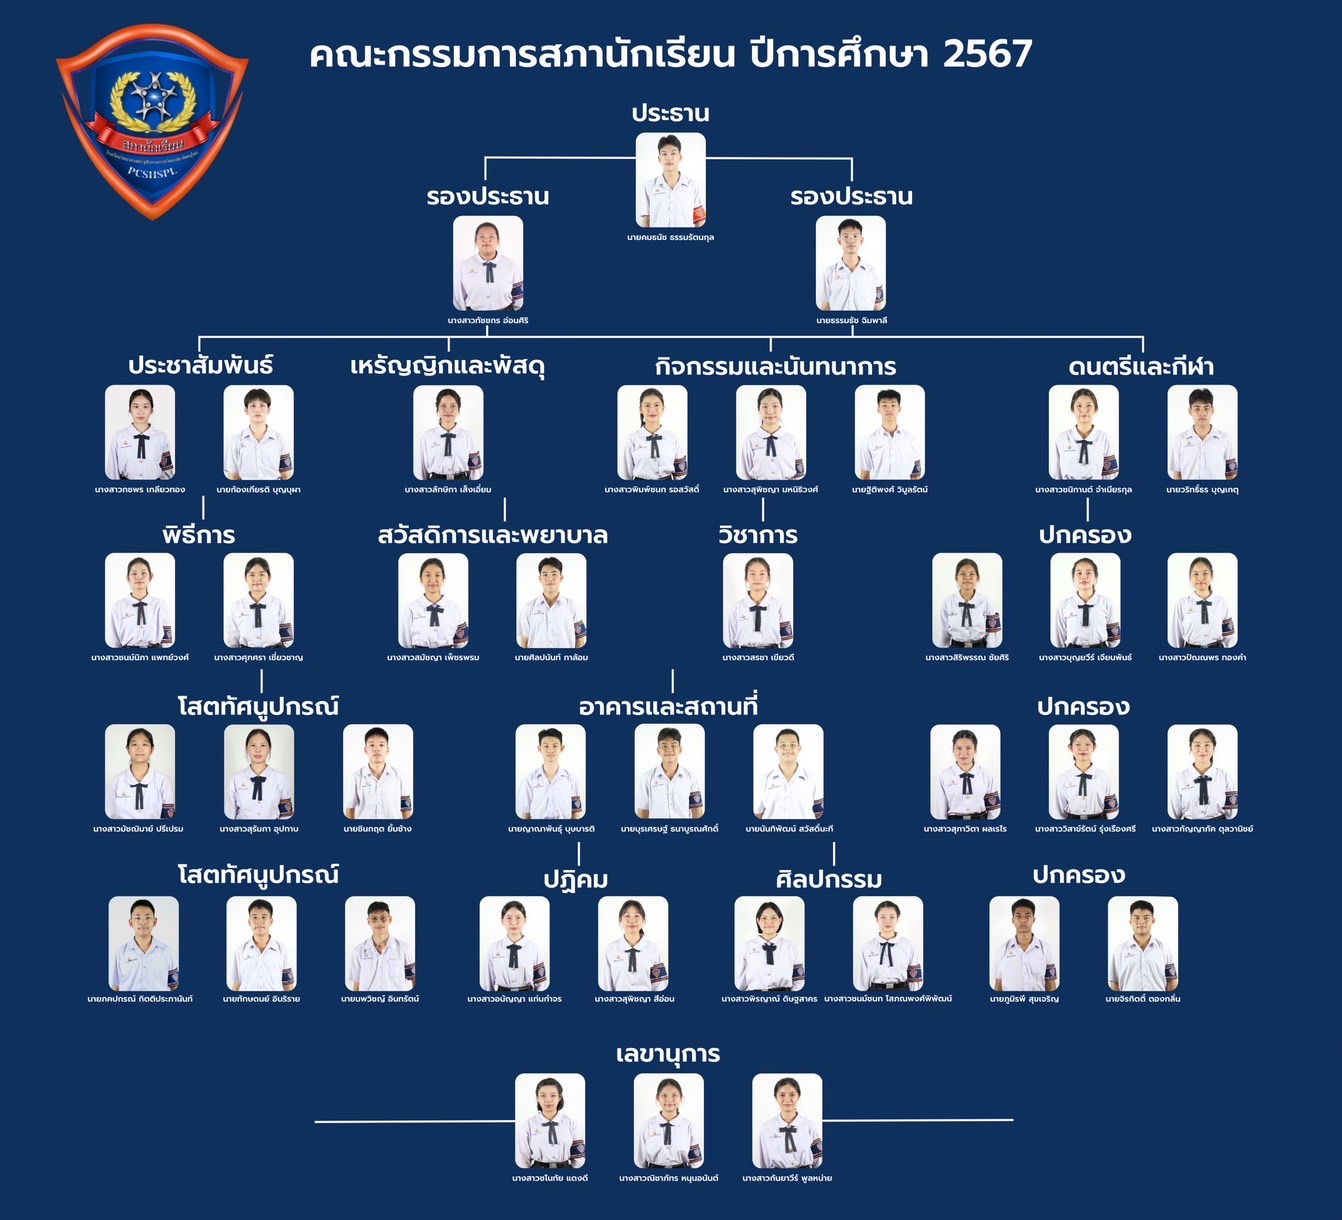 คณะกรรมการสภานักเรียน ปีการศึกษา 2567
สภานักเรียน
PCSHSPL
ประธาน
นายคมธนัช ธรรมรัตนกุล
รองประธาน
รองประธาน
นางสาวทัชชกร อ่อนศิริ
นายธรรมธัช ฉิมพาลี
ประชาสัมพันธ์
เหรัญญิกและพัสดุ
กิจกรรมและนันทนาการ
ดนตรีและกีฬา
นางสาวกชพร เกลียวทอง
นายก้องเกียรติ บุญบุผา
นางสาวลักษิกา เส็งเอี่ยม
นางสาวพิมพ์ชนก รอสวัสดิ์
นางสาวสุพิชญา มหนิธิวงศ์
นายฐิติพงศ์ วิบูลรัตน์
นางสาวชนิกานต์ จำเนียรกุล
นายวริทธิ์ธร บุญเกตุ
พิธีการ
สวัสดิการและพยาบาล
วิชาการ
ปกครอง
นางสาวชนม์นิภา แพทย์วงศ์
นางสาวศุภศรา เชี่ยวชาญ
นางสาวสมัชญา เพ็ชรพรม
นายศิลปนันท์ กาล้อม
นางสาวสรชา เขียวดี
นางสาวสิริพรรณ ชัยศิริ
นางสาวบุญยวีร์ เจียนพันธ์
นางสาวปัณณพร ทองคำ
โสตทัศนูปกรณ์
อาคารและสถานที่
ปกครอง
นางสาวมัชฌิมาย์ ปรีเปรม
นางสาวสุรัมภา อุปกาบ
นายชินกฤต ยิ้มช้าง
นายญาณาพันธุ์ บุบบารตี
นายบุรเศรษฐ์ ธนาบูรณศักดิ์
นายนันทิพัฒน์ สวัสดิ์นะที
นางสาวสุภาวิตา ผลเรไร
นางสาววิสาข์รัตน์ รุ่งเรืองศรี
นางสาวกัญญาภัค ตุลวานิชย์
โสตทัศนูปกรณ์
ปฏิคม
ศิลปกรรม
ปกครอง
นายภคปกรณ์ กิตติประภานันท์
นายทักษดนย์ อินริราย
นายนพวิชญ์ อินทรัตน์
นางสาวอนัญญา แก่นกำจร
นางสาวสุพิชญา สีอ่อน
นางสาวพิรญาณ์ ดิษฐสาคร
นางสาวชนม์ชนก โสภณพงศ์พิพัฒน์
นายภูมิรพี สุขเจริญ
นายจิรกิตติ์ ตองกลิ่น
เลขานุการ
นางสาวชโนทัย แดงดี
นางสาวณิชาภัทร หนุนอนันต์
นางสาวกันยาวีร์ พูลหน่าย